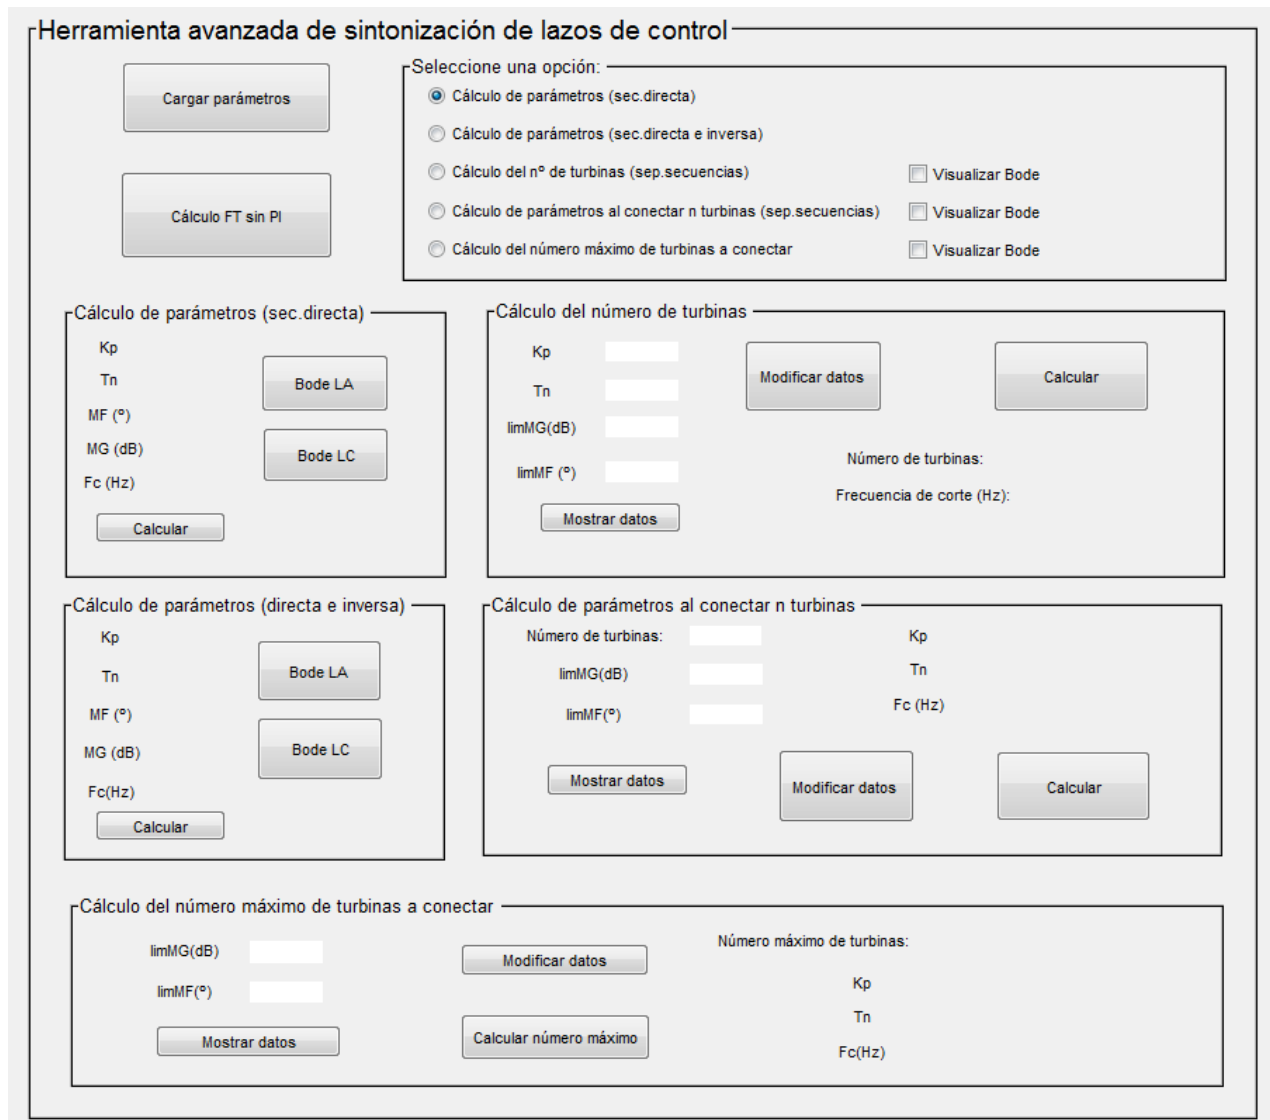 Herramienta avanzada de sintonización de lazos de control
Cargar parámetros
Cálculo FT sin PI
Seleccione una opción:
Cálculo de parámetros (sec.directa)
Cálculo de parámetros (sec.directa e inversa)
Cálculo del nº de turbinas (sep.secuencias) Visualizar Bode
Cálculo de parámetros al conectar n turbinas (sep.secuencias) Visualizar Bode
Cálculo del número máximo de turbinas a conectar Visualizar Bode
Cálculo de parámetros (sec.directa)
Kp
Tn
MF (º)
MG (dB)
Fc (Hz)
Bode LA
Bode LC
Calcular
Cálculo del número de turbinas
Kp
Tn
limMG(dB)
limMF (º)
Mostrar datos
Modificar datos
Calcular
Número de turbinas:
Frecuencia de corte (Hz):
Cálculo de parámetros (directa e inversa)
Kp
Tn
MF (º)
MG (dB)
Fc(Hz)
Bode LA
Bode LC
Calcular
Cálculo de parámetros al conectar n turbinas
Número de turbinas:
limMG(dB)
limMF(º)
Kp
Tn
Fc (Hz)
Mostrar datos
Modificar datos
Calcular
Cálculo del número máximo de turbinas a conectar
limMG(dB)
limMF(º)
Mostrar datos
Modificar datos
Calcular número máximo
Número máximo de turbinas:
Kp
Tn
Fc(Hz)